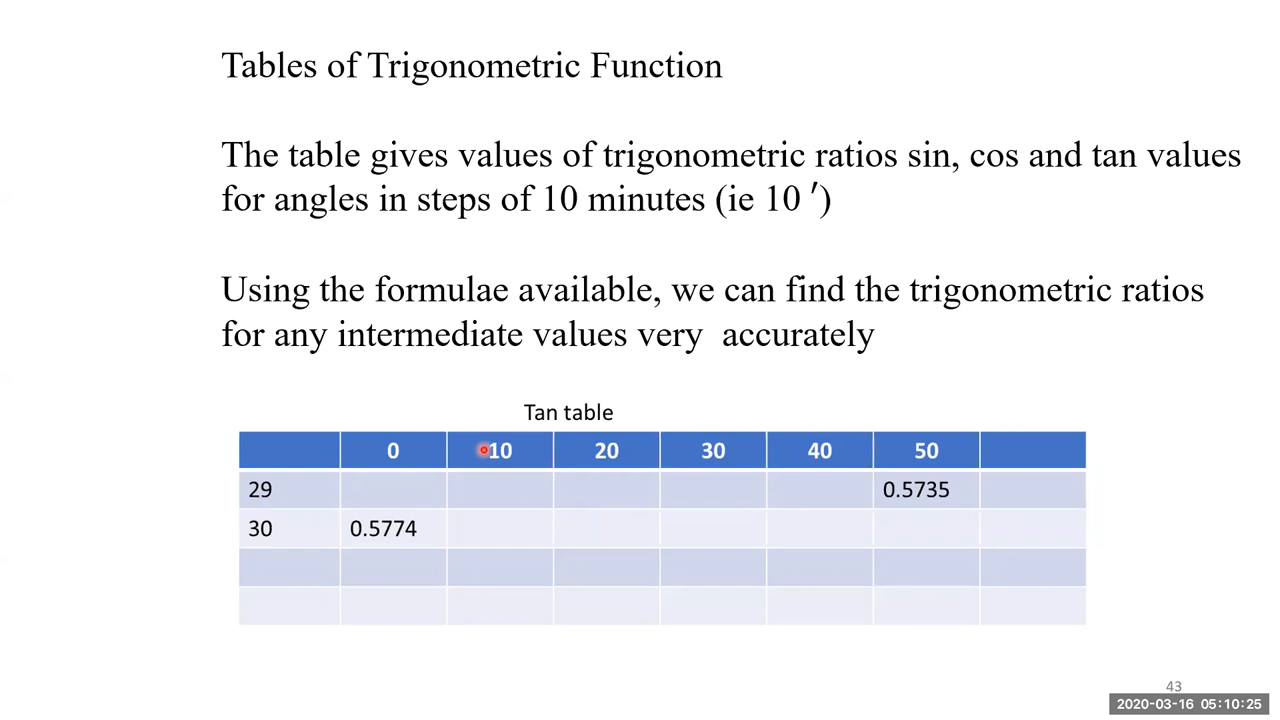 Tables of Trigonometric Function
The table gives values of trigonometric ratios sin, cos and tan values
for angles in steps of 10 minutes (ie 10 ′)
Using the formulae available, we can find the trigonometric ratios
for any intermediate values very accurately
Tan table
0 10 20 30 40 50
29 0.5735
30 0.5774
43
2020-03-16 05:10:25